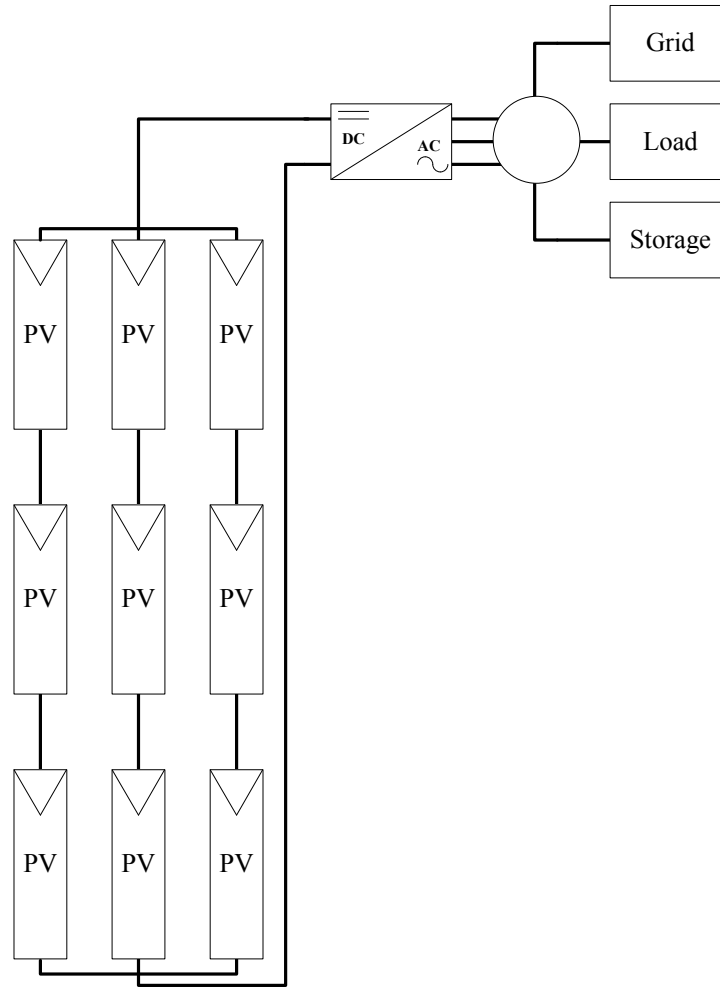 Grid
DC
AC
Load
Storage
PV PV PV
PV PV PV
PV PV PV